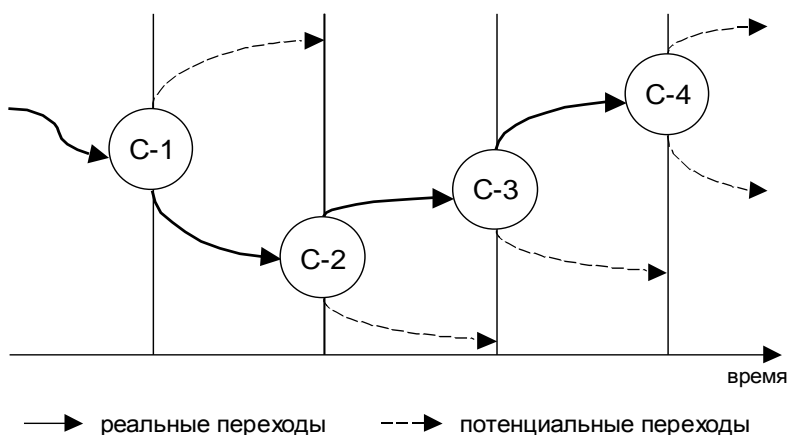 С-4
С-1
С-3
С-2
время
реальные переходы
потенциальные переходы